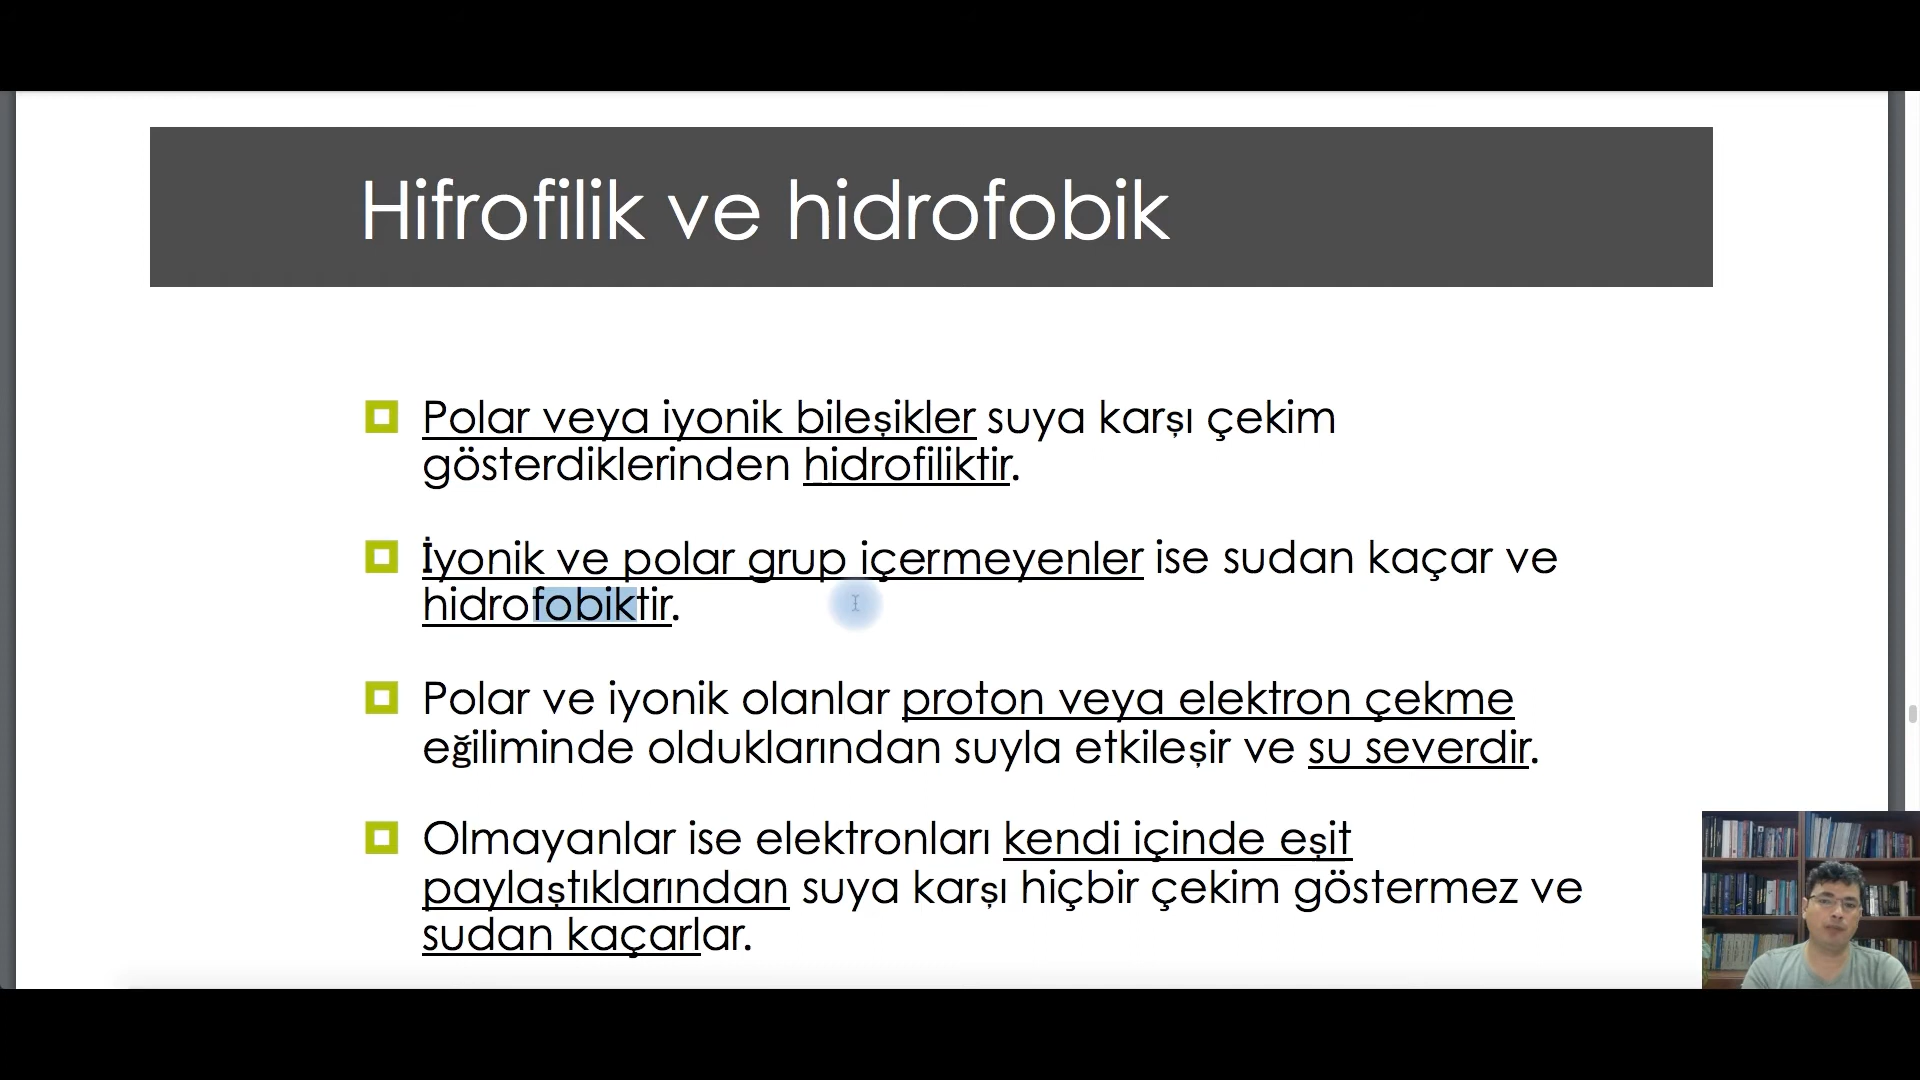 Hifrofilik ve hidrofobik
Polar veya iyonik bileşikler suya karşı çekim
gösterdiklerinden hidrofiliktir.
İyonik ve polar grup içermeyenler ise sudan kaçar ve
hidrofobiktir.
Polar ve iyonik olanlar proton veya elektron çekme
eğiliminde olduklarından suyla etkileşir ve su severdir.
Olmayanlar ise elektronları kendi içinde eşit
paylaştıklarından suya karşı hiçbir çekim göstermez ve
sudan kaçarlar.